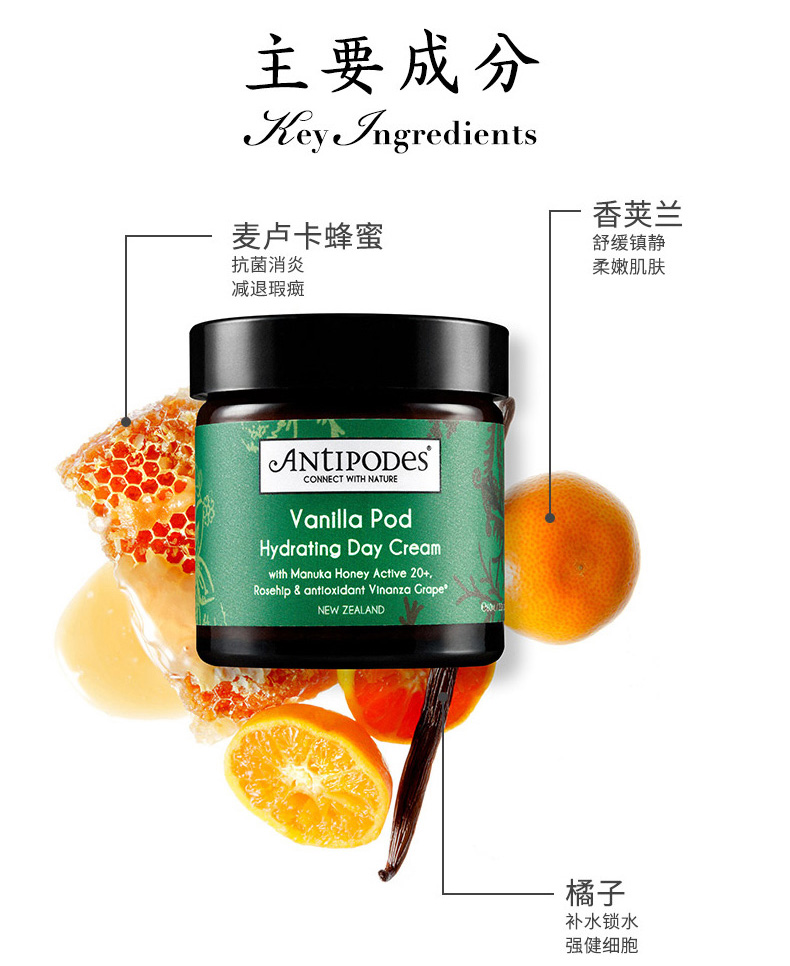 主要成分
Key Ingredients
麦卢卡蜂蜜
抗菌消炎
减退瑕癍
香荚兰
舒缓镇静
柔嫩肌肤
ANTIPODES®
CONNECT WITH NATURE
Vanilla Pod
Hydrating Day Cream
with Manuka Honey Active 20+,
Rosehip & antioxidant Vinanza Grape®
NEW ZEALAND
橘子
补水锁水
强健细胞